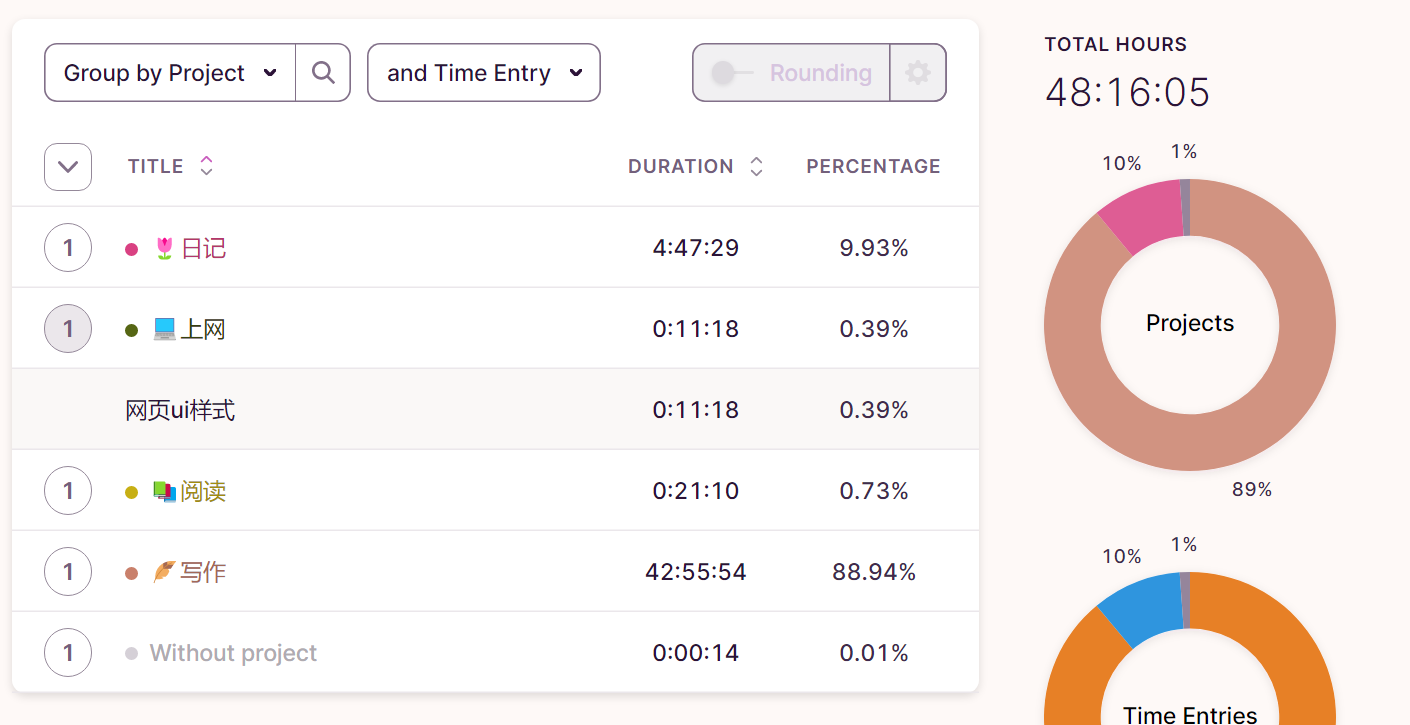 Group by Project
and Time Entry
Rounding
TITLE DURATION PERCENTAGE
1 🌷日记 4:47:29 9.93%
1 💻上网 0:11:18 0.39%
网页ui样式 0:11:18 0.39%
1 📚阅读 0:21:10 0.73%
1 🪶写作 42:55:54 88.94%
1 Without project 0:00:14 0.01%
TOTAL HOURS
48:16:05
10% 1%
Projects
89%
10% 1%
Time Entries